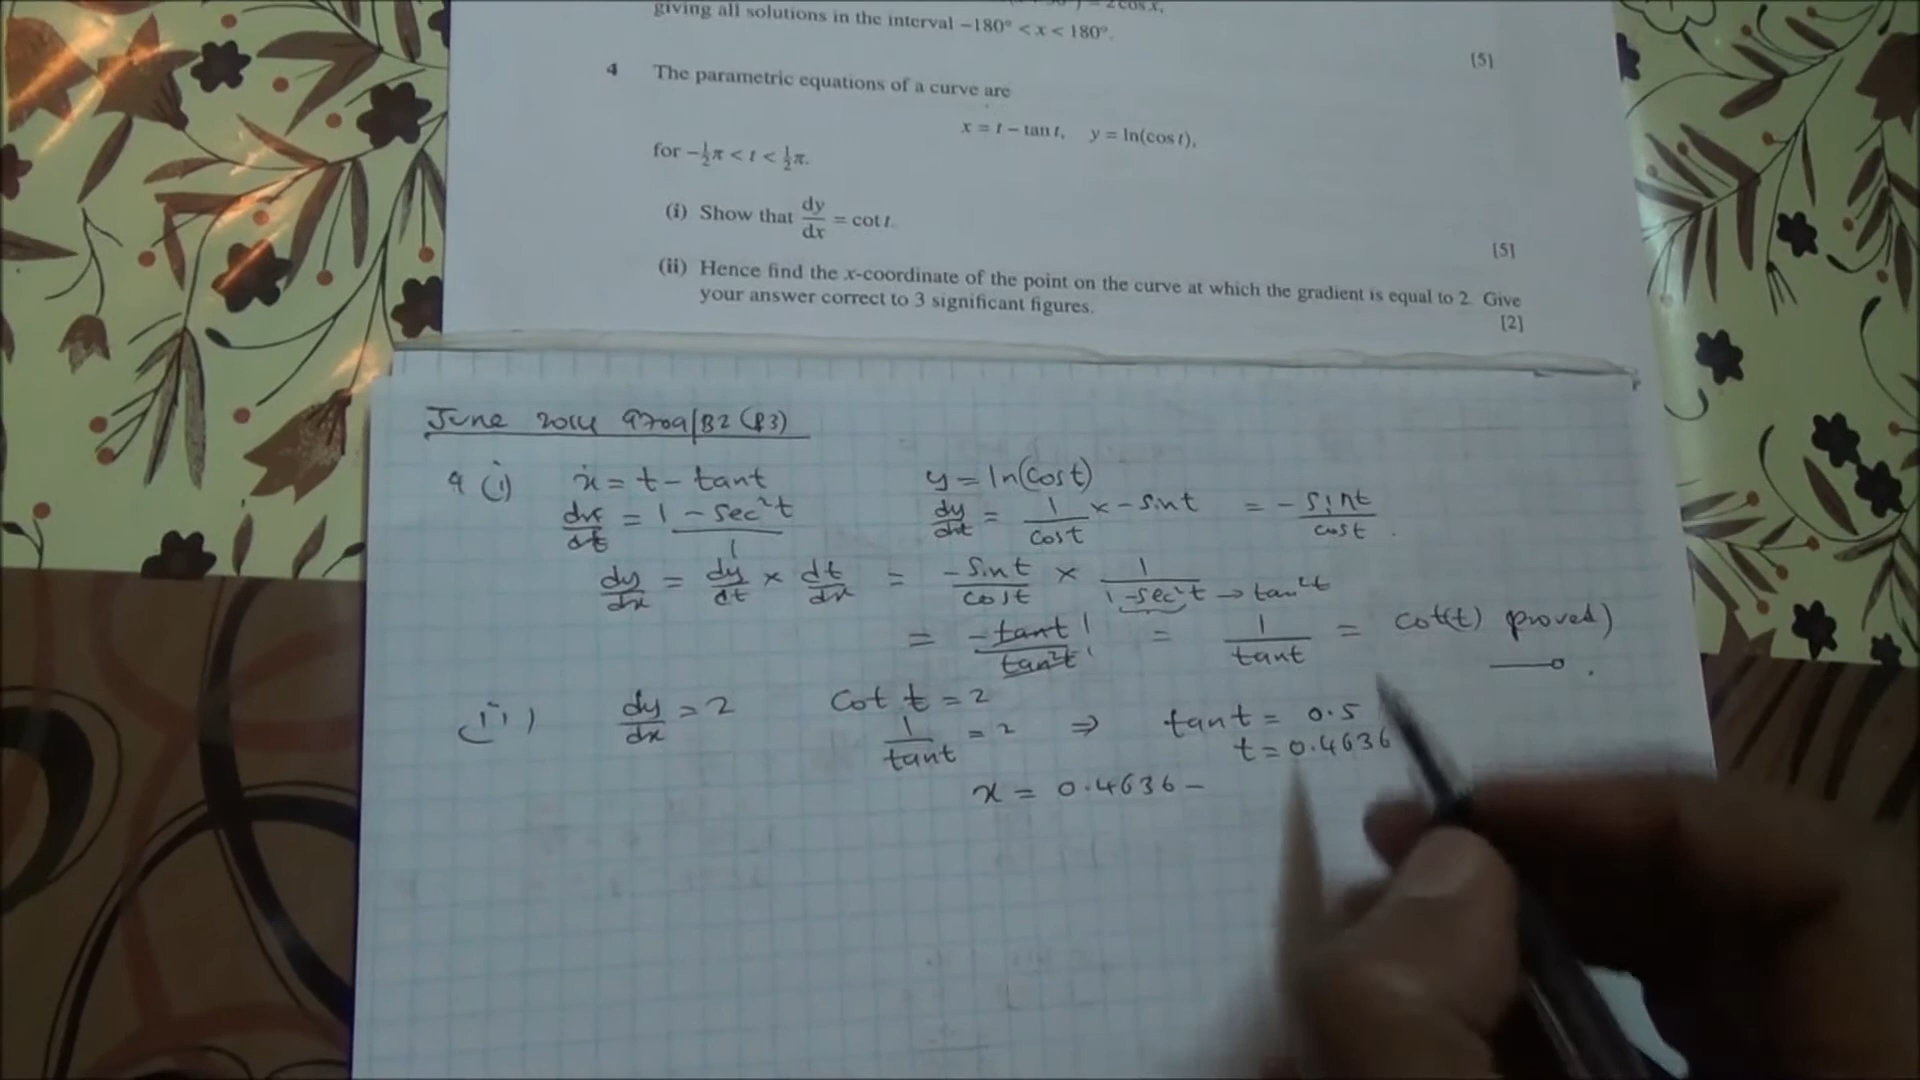 = 2cos x,
giving all solutions in the interval −180° < x < 180°.
[5]
4 The parametric equations of a curve are
x = t − tan t, y = ln(cos t),
for −½π < t < ½π.
(i) Show that dy/dx = cot t.
[5]
(ii) Hence find the x-coordinate of the point on the curve at which the gradient is equal to 2. Give
your answer correct to 3 significant figures.
[2]
June 2014 9709/32 (P3)
4 (i) x = t − tant y = ln(cost)
dx/dt = 1 − sec²t dy/dt = 1/cost × −sint = − sint/cost
dy/dx = dy/dt × dt/dx = −sint/cost × 1/1−sec²t → tan²t
= −tant/tan²t = 1/tant = cot(t) proved)
(ii) dy/dx = 2 Cot t = 2
1/tant = 2 ⇒ tant = 0.5
t = 0.4636
x = 0.4636 −